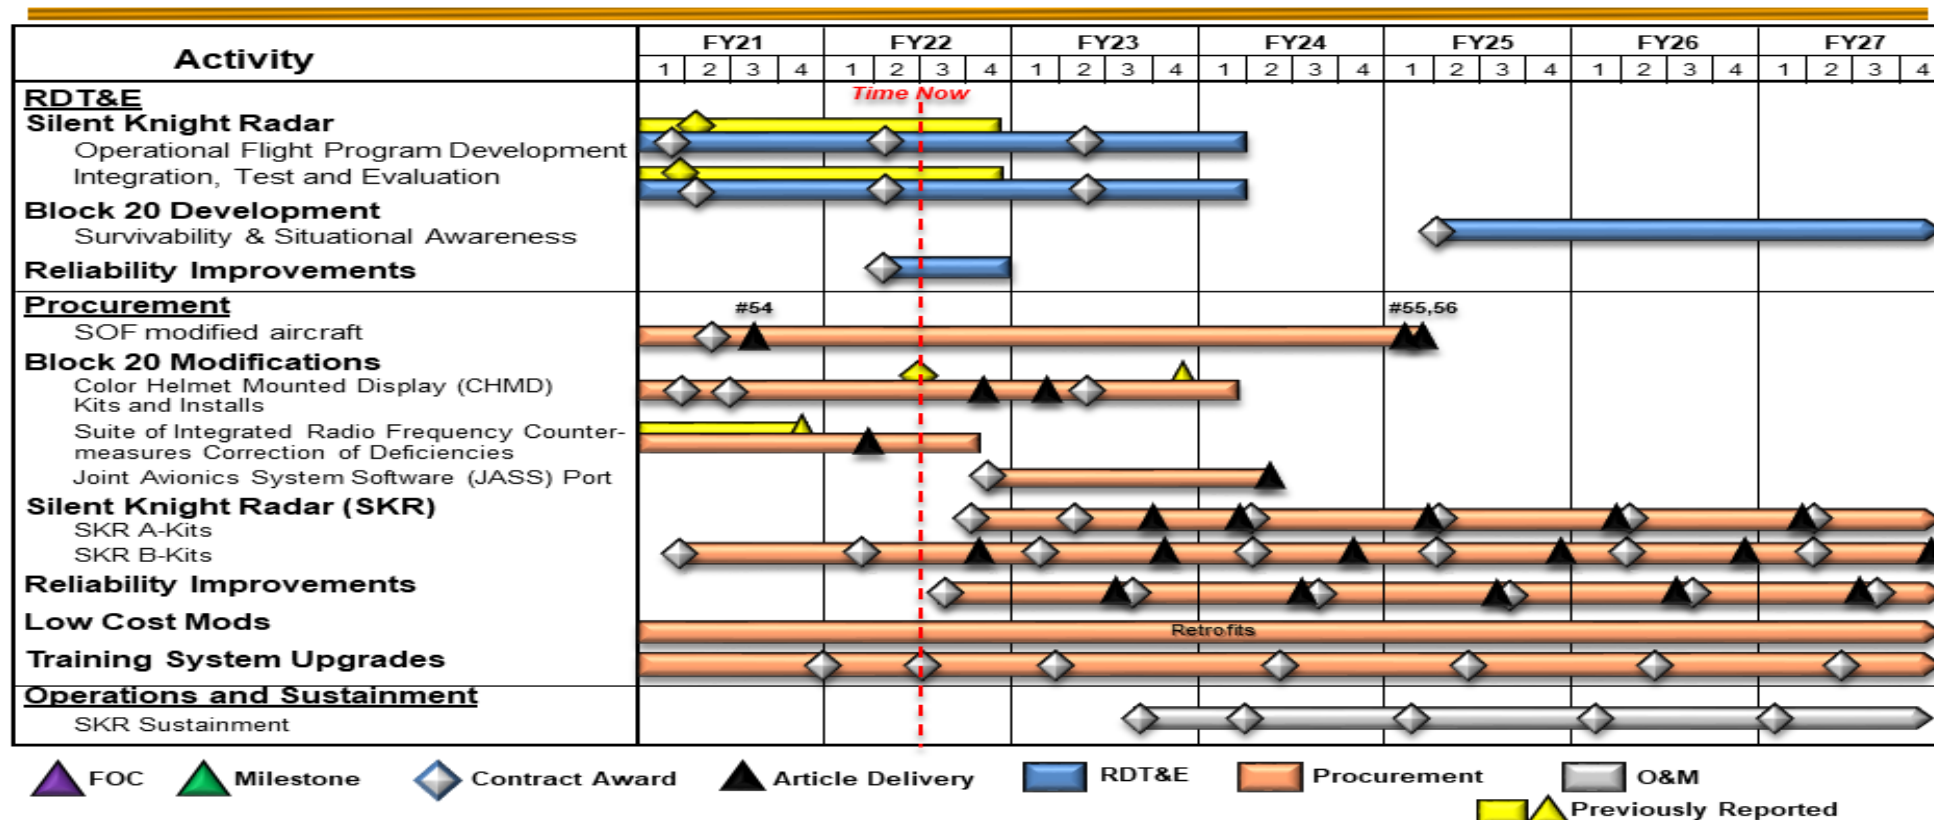 Activity
FY21 FY22 FY23 FY24 FY25 FY26 FY27
1 2 3 4 1 2 3 4 1 2 3 4 1 2 3 4 1 2 3 4 1 2 3 4 1 2 3 4
RDT&E
Time Now
Silent Knight Radar
Operational Flight Program Development
Integration, Test and Evaluation
Block 20 Development
Survivability & Situational Awareness
Reliability Improvements
Procurement
#54 #55,56
SOF modified aircraft
Block 20 Modifications
Color Helmet Mounted Display (CHMD)
Kits and Installs
Suite of Integrated Radio Frequency Counter-
measures Correction of Deficiencies
Joint Avionics System Software (JASS) Port
Silent Knight Radar (SKR)
SKR A-Kits
SKR B-Kits
Reliability Improvements
Low Cost Mods
Retrofits
Training System Upgrades
Operations and Sustainment
SKR Sustainment
FOC Milestone Contract Award Article Delivery RDT&E Procurement O&M
Previously Reported